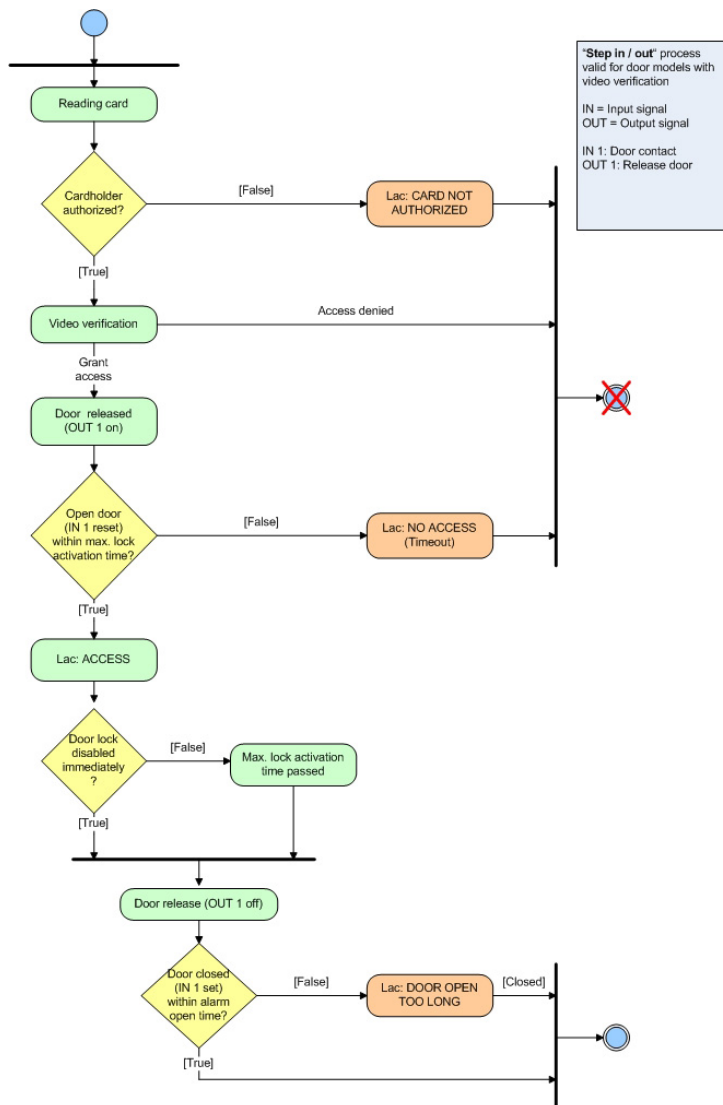 "Step in / out" process
valid for door models with
video verification
IN = Input signal
OUT = Output signal
IN 1: Door contact
OUT 1: Release door
Reading card
Cardholder
authorized?
[False]
Lac: CARD NOT
AUTHORIZED
[True]
Video verification
Access denied
Grant
access
Door released
(OUT 1 on)
Open door
(IN 1 reset)
within max. lock
activation time?
[False]
Lac: NO ACCESS
(Timeout)
[True]
Lac: ACCESS
Door lock
disabled
immediately
?
[False]
Max. lock activation
time passed
[True]
Door release (OUT 1 off)
Door closed
(IN 1 set)
within alarm
open time?
[False]
Lac: DOOR OPEN
TOO LONG
[Closed]
[True]